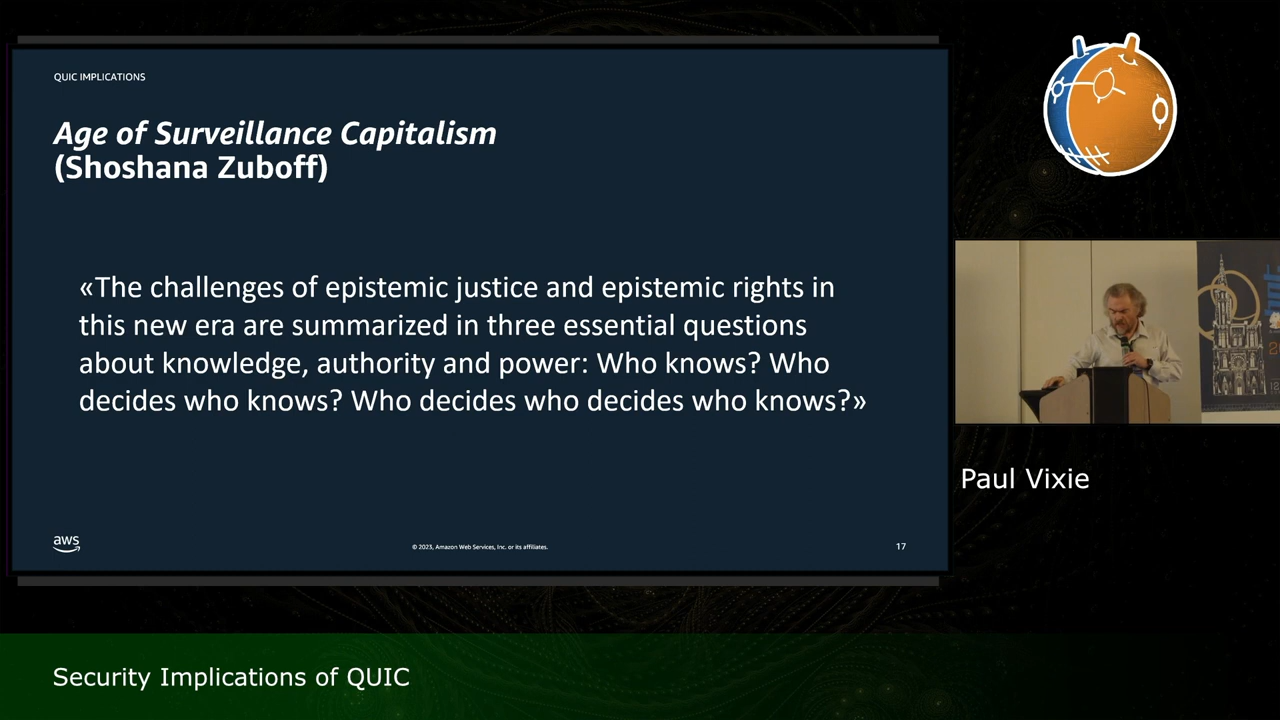 QUIC IMPLICATIONS
Age of Surveillance Capitalism
(Shoshana Zuboff)
«The challenges of epistemic justice and epistemic rights in
this new era are summarized in three essential questions
about knowledge, authority and power: Who knows? Who
decides who knows? Who decides who decides who knows?»
aws
© 2023, Amazon Web Services, Inc. or its affiliates.
17
Paul Vixie
Security Implications of QUIC